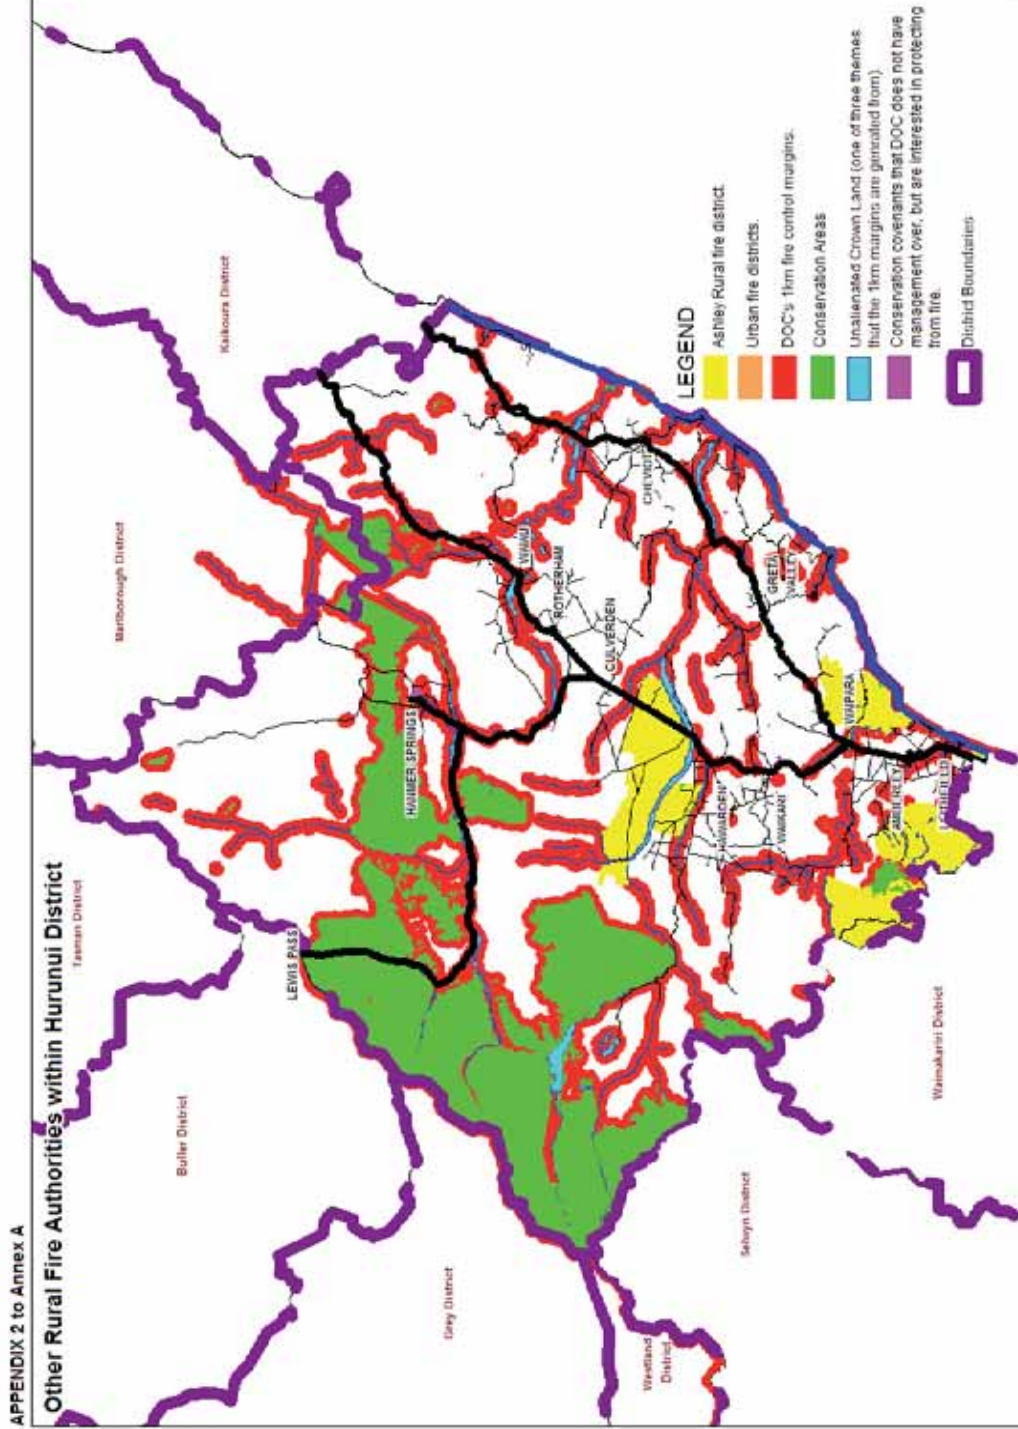 APPENDIX 2 to Annex A
Other Rural Fire Authorities within Hurunui District
Tasman District
Marlborough District
Kaikoura District
Buller District
Grey District
Westland
District
Selwyn District
Waimakariri District
LEWIS PASS
HANMER SPRINGS
WAIAU
ROTHERHAM
CULVERDEN
CHEVIOT
GRETA
VALLEY
HAWARDEN
WAIKARI
WAIPARA
AMBERLEY
LEITHFIELD
LEGEND
Ashley Rural fire district.
Urban fire districts.
DOC's 1km fire control margins.
Conservation Areas
Unalienated Crown Land (one of three themes
that the 1km margins are genrated from)
Conservation covenants that DOC does not have
management over, but are interested in protecting
from fire.
District Boundaries